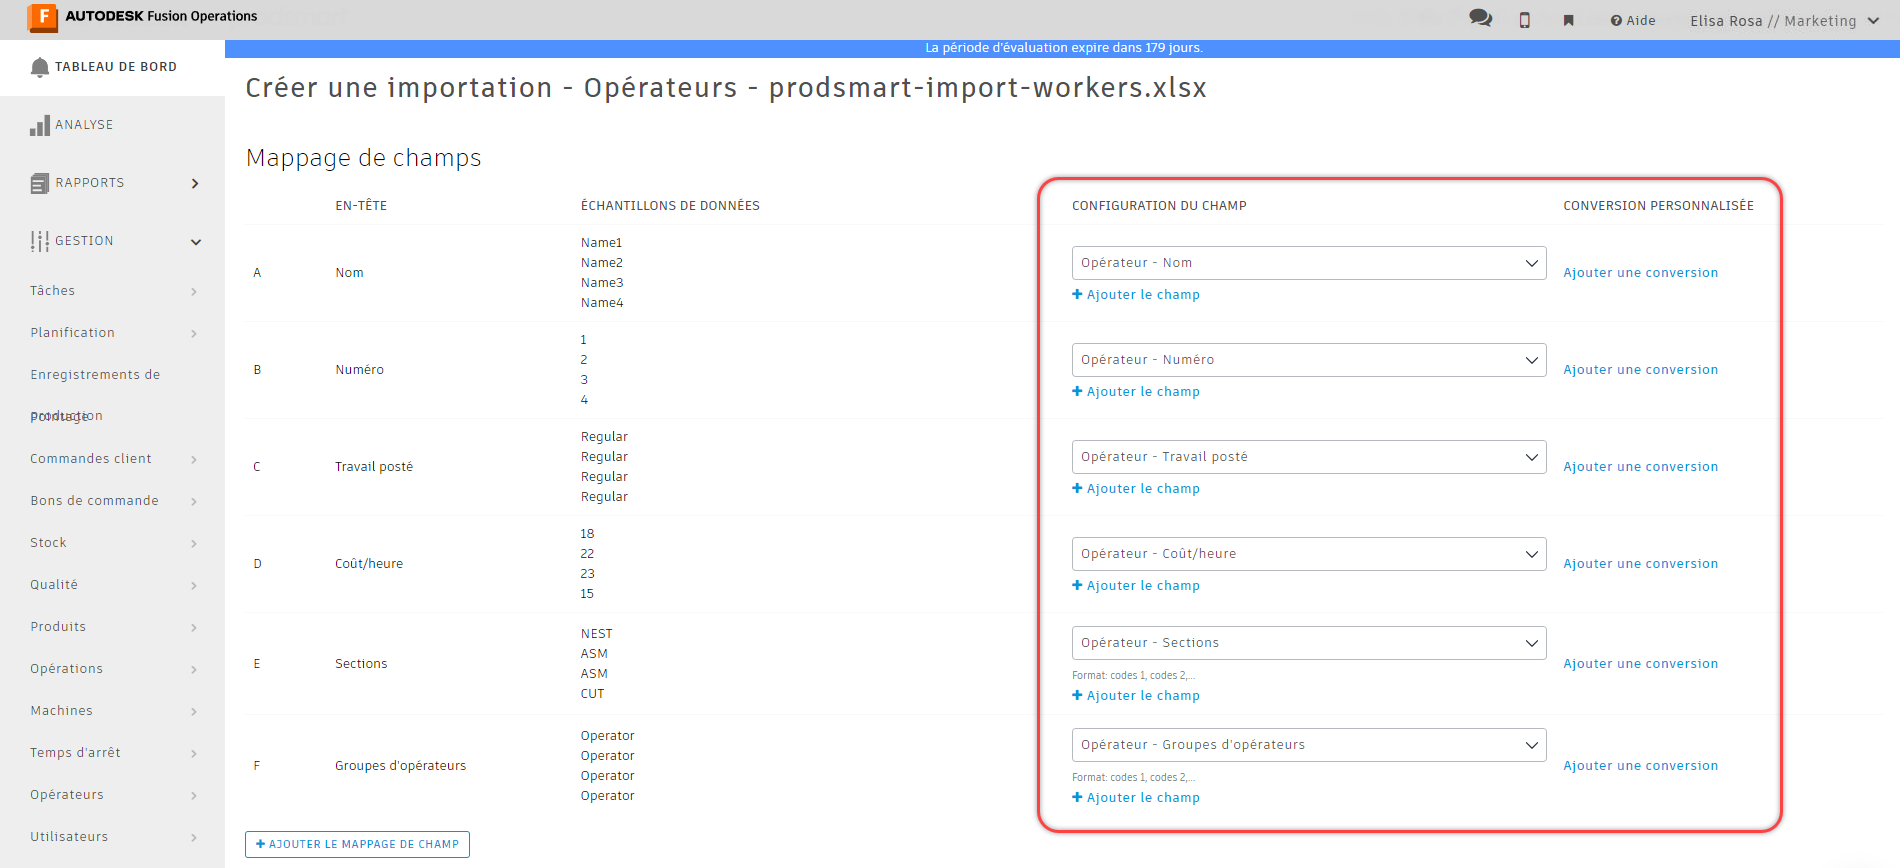 AUTODESK Fusion Operations
Aide
Elisa Rosa // Marketing
La période d'évaluation expire dans 179 jours.
TABLEAU DE BORD
ANALYSE
RAPPORTS
GESTION
Tâches
Planification
Enregistrements de
production
Pointage
Commandes client
Bons de commande
Stock
Qualité
Produits
Opérations
Machines
Temps d'arrêt
Opérateurs
Utilisateurs
Créer une importation - Opérateurs - prodsmart-import-workers.xlsx
Mappage de champs
EN-TÊTE ÉCHANTILLONS DE DONNÉES CONFIGURATION DU CHAMP CONVERSION PERSONNALISÉE
A
Nom
Name1
Name2
Name3
Name4
Opérateur - Nom
Ajouter le champ
Ajouter une conversion
B
Numéro
1
2
3
4
Opérateur - Numéro
Ajouter le champ
Ajouter une conversion
C
Travail posté
Regular
Regular
Regular
Regular
Opérateur - Travail posté
Ajouter le champ
Ajouter une conversion
D
Coût/heure
18
22
23
15
Opérateur - Coût/heure
Ajouter le champ
Ajouter une conversion
E
Sections
NEST
ASM
ASM
CUT
Opérateur - Sections
Format: codes 1, codes 2,...
Ajouter le champ
Ajouter une conversion
F
Groupes d'opérateurs
Operator
Operator
Operator
Operator
Opérateur - Groupes d'opérateurs
Format: codes 1, codes 2,...
Ajouter le champ
Ajouter une conversion
AJOUTER LE MAPPAGE DE CHAMP